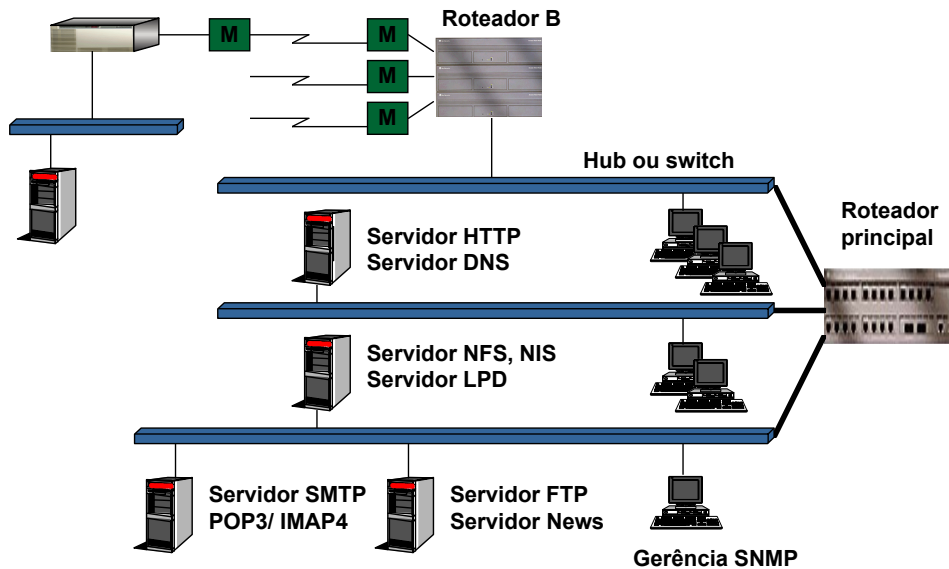 Roteador B
M
M
M
M
Hub ou switch
Roteador
principal
Servidor HTTP
Servidor DNS
Servidor NFS, NIS
Servidor LPD
Servidor SMTP
POP3/ IMAP4
Servidor FTP
Servidor News
Gerência SNMP